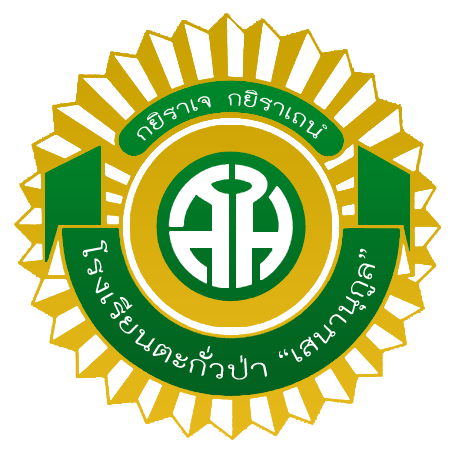 กยิราเจ กยิราเถนํ
โรงเรียนตะกั่วป่า “เสนานุกูล”